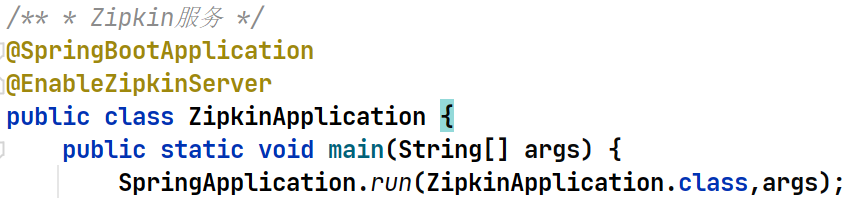 /** * Zipkin服务 */
@SpringBootApplication
@EnableZipkinServer
public class ZipkinApplication {
public static void main(String[] args) {
SpringApplication.run(ZipkinApplication.class,args);